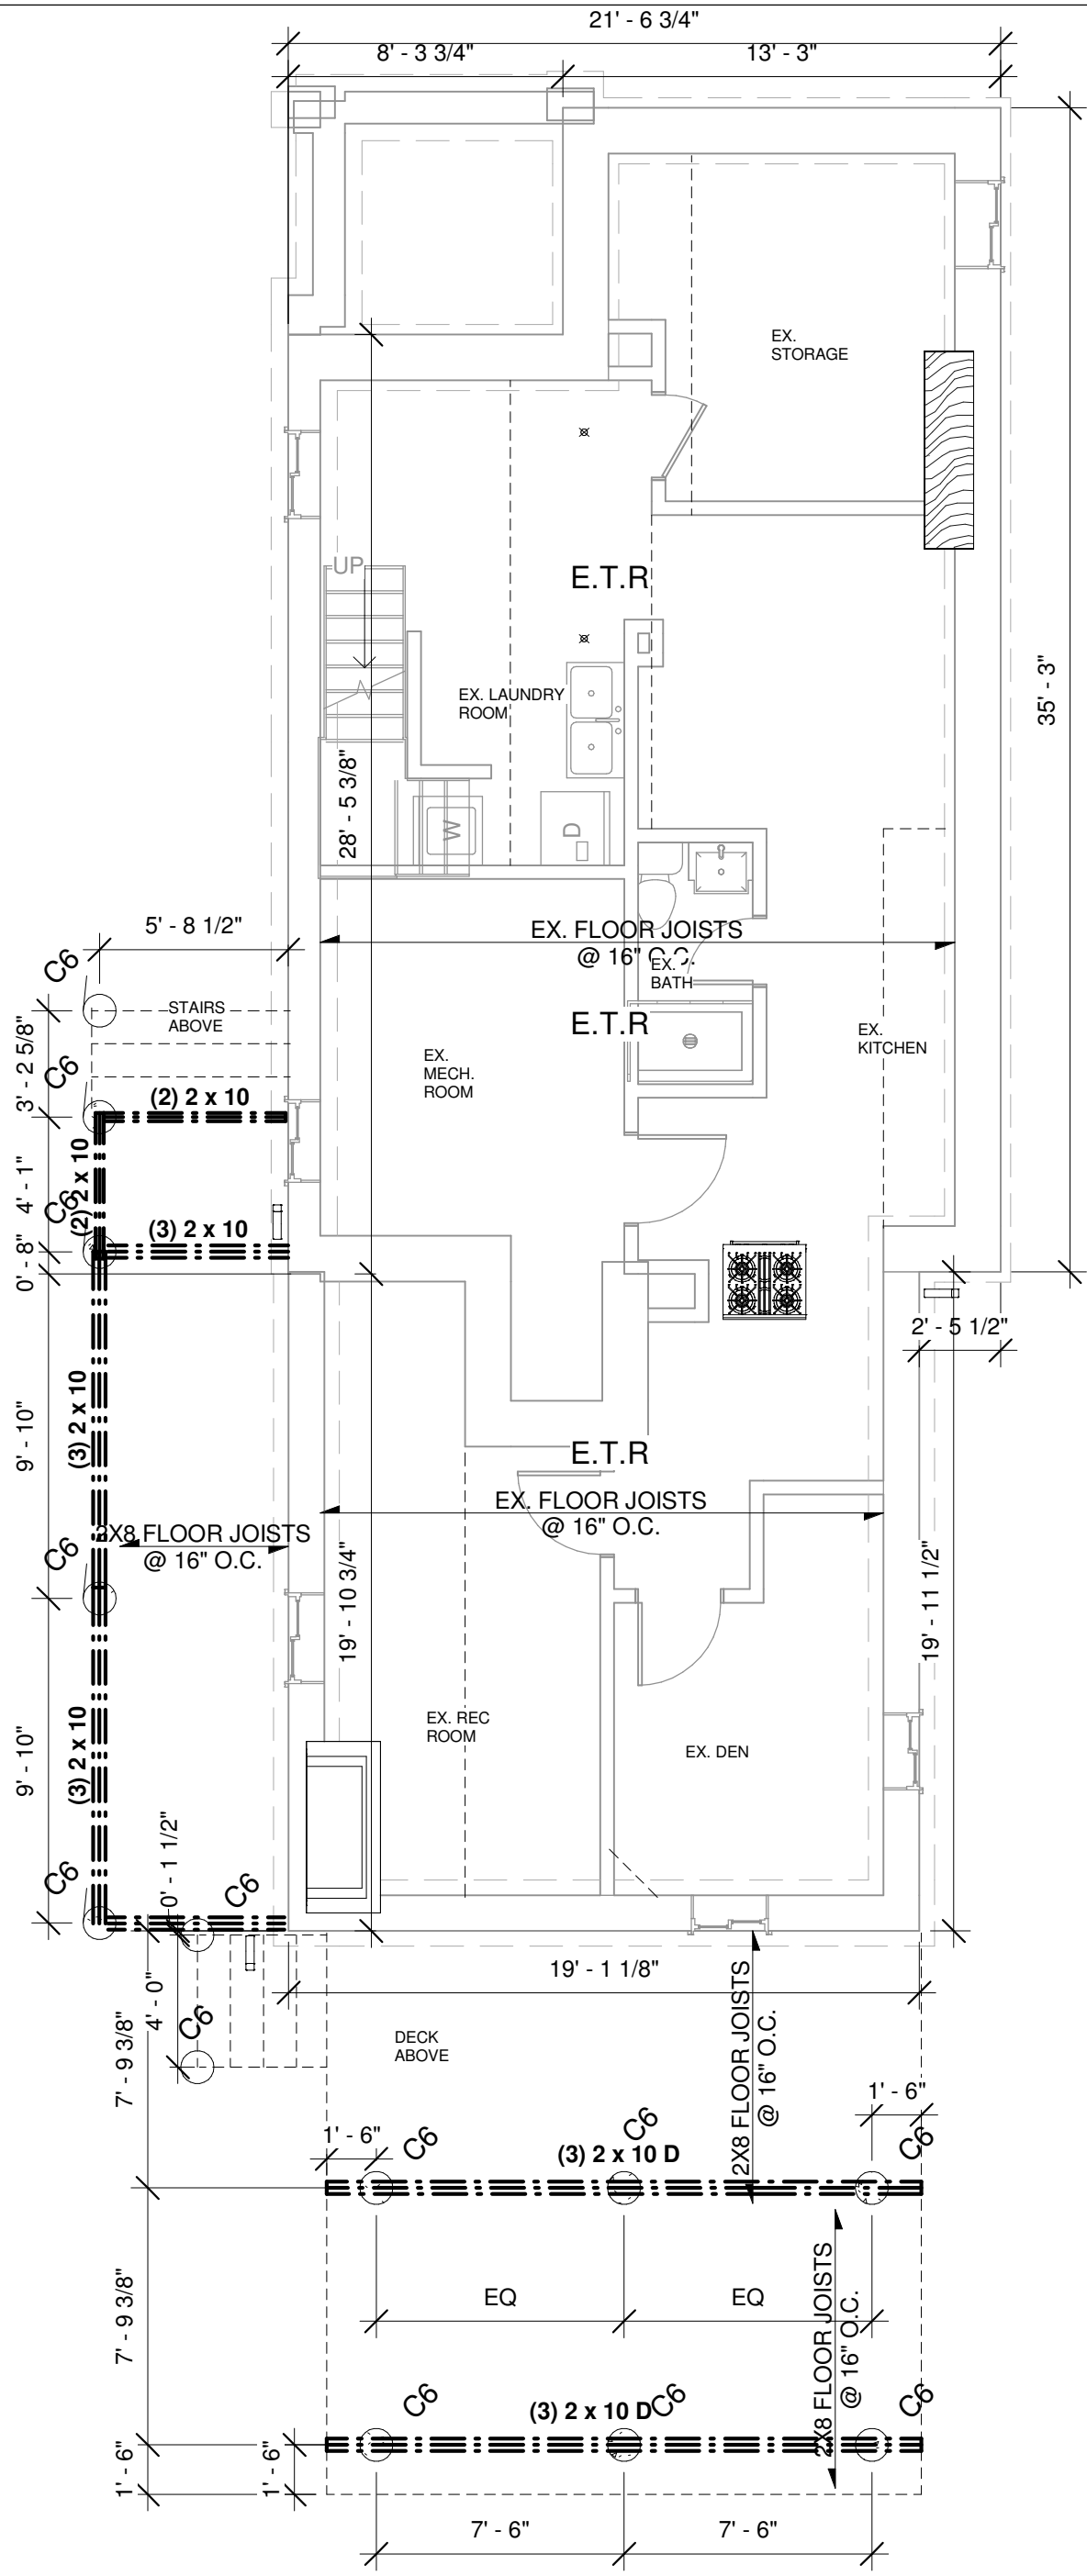 21' - 6 3/4"
8' - 3 3/4"
13' - 3"
35' - 3"
EX.
STORAGE
UP
E.T.R
EX. LAUNDRY
ROOM
28' - 5 3/8"
W
D
5' - 8 1/2"
C6
EX. FLOOR JOISTS
@ 16" O.C.
EX.
BATH
STAIRS
ABOVE
E.T.R
3' - 2 5/8"
C6
EX.
MECH.
ROOM
EX.
KITCHEN
(2) 2 x 10
(2) 2 x 10
4' - 1"
C6
(3) 2 x 10
0' - 8"
2' - 5 1/2"
(3) 2 x 10
9' - 10"
E.T.R
EX. FLOOR JOISTS
@ 16" O.C.
2X8 FLOOR JOISTS
@ 16" O.C.
C6
19' - 10 3/4"
19' - 11 1/2"
(3) 2 x 10
9' - 10"
EX. REC
ROOM
EX. DEN
0' - 1 1/2"
C6
C6
19' - 1 1/8"
2X8 FLOOR JOISTS
@ 16" O.C.
4' - 0"
C6
7' - 9 3/8"
DECK
ABOVE
1' - 6"
1' - 6"
C6
C6
C6
(3) 2 x 10 D
7' - 9 3/8"
EQ
EQ
2X8 FLOOR JOISTS
@ 16" O.C.
C6
(3) 2 x 10 D
C6
C6
1' - 6"
1' - 6"
7' - 6"
7' - 6"